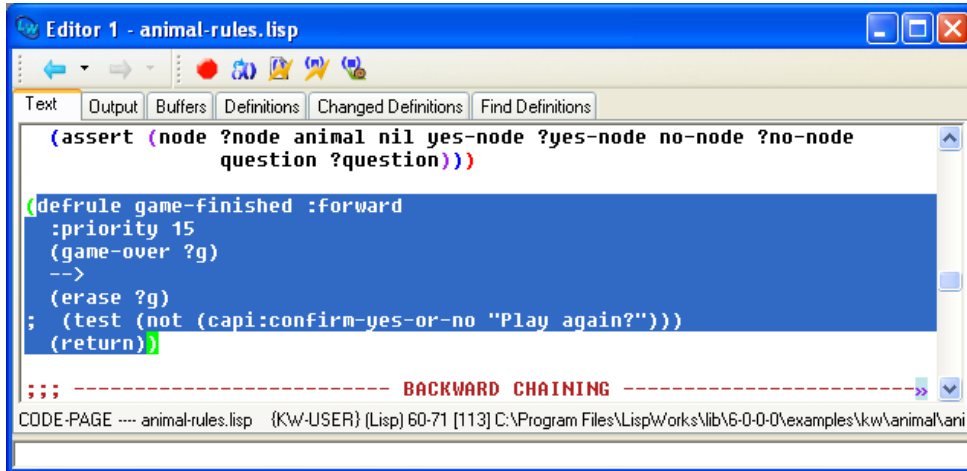 Editor 1 - animal-rules.lisp
Text Output Buffers Definitions Changed Definitions Find Definitions
(assert (node ?node animal nil yes-node ?yes-node no-node ?no-node
question ?question)))
(defrule game-finished :forward
:priority 15
(game-over ?g)
-->
(erase ?g)
; (test (not (capi:confirm-yes-or-no "Play again?")))
(return))
;;; -------------------------- BACKWARD CHAINING ------------------------»
CODE-PAGE ---- animal-rules.lisp {KW-USER} (Lisp) 60-71 [113] C:\Program Files\LispWorks\lib\6-0-0-0\examples\kw\animal\ani